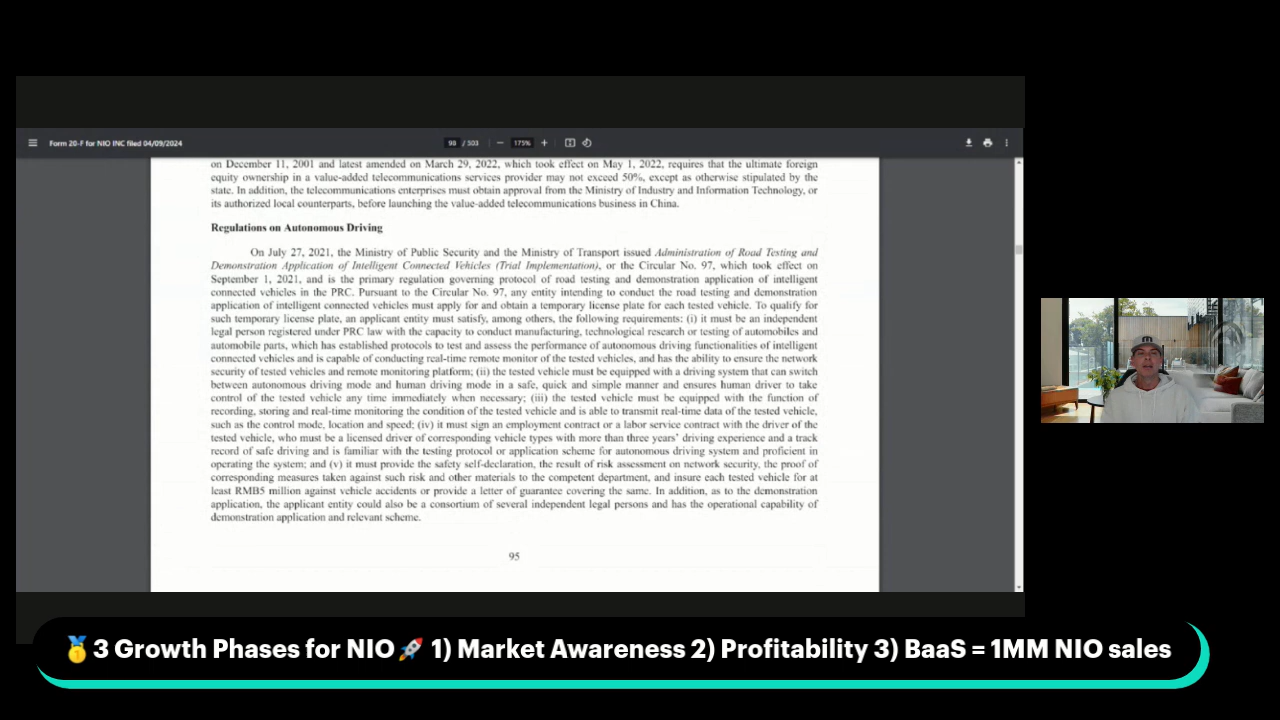 Form 20-F for NIO INC filed 04/09/2024
98 / 303
175%
on December 11, 2001 and latest amended on March 29, 2022, which took effect on May 1, 2022, requires that the ultimate foreign
equity ownership in a value-added telecommunications services provider may not exceed 50%, except as otherwise stipulated by the
state. In addition, the telecommunications enterprises must obtain approval from the Ministry of Industry and Information Technology, or
its authorized local counterparts, before launching the value-added telecommunications business in China.
Regulations on Autonomous Driving
On July 27, 2021, the Ministry of Public Security and the Ministry of Transport issued Administration of Road Testing and
Demonstration Application of Intelligent Connected Vehicles (Trial Implementation), or the Circular No. 97, which took effect on
September 1, 2021, and is the primary regulation governing protocol of road testing and demonstration application of intelligent
connected vehicles in the PRC. Pursuant to the Circular No. 97, any entity intending to conduct the road testing and demonstration
application of intelligent connected vehicles must apply for and obtain a temporary license plate for each tested vehicle. To qualify for
such temporary license plate, an applicant entity must satisfy, among others, the following requirements: (i) it must be an independent
legal person registered under PRC law with the capacity to conduct manufacturing, technological research or testing of automobiles and
automobile parts, which has established protocols to test and assess the performance of autonomous driving functionalities of intelligent
connected vehicles and is capable of conducting real-time remote monitor of the tested vehicles, and has the ability to ensure the network
security of tested vehicles and remote monitoring platform; (ii) the tested vehicle must be equipped with a driving system that can switch
between autonomous driving mode and human driving mode in a safe, quick and simple manner and ensures human driver to take
control of the tested vehicle any time immediately when necessary; (iii) the tested vehicle must be equipped with the function of
recording, storing and real-time monitoring the condition of the tested vehicle and is able to transmit real-time data of the tested vehicle,
such as the control mode, location and speed; (iv) it must sign an employment contract or a labor service contract with the driver of the
tested vehicle, who must be a licensed driver of corresponding vehicle types with more than three years' driving experience and a track
record of safe driving and is familiar with the testing protocol or application scheme for autonomous driving system and proficient in
operating the system; and (v) it must provide the safety self-declaration, the result of risk assessment on network security, the proof of
corresponding measures taken against such risk and other materials to the competent department, and insure each tested vehicle for at
least RMB5 million against vehicle accidents or provide a letter of guarantee covering the same. In addition, as to the demonstration
application, the applicant entity could also be a consortium of several independent legal persons and has the operational capability of
demonstration application and relevant scheme.
95
🥇3 Growth Phases for NIO🚀 1) Market Awareness 2) Profitability 3) BaaS = 1MM NIO sales